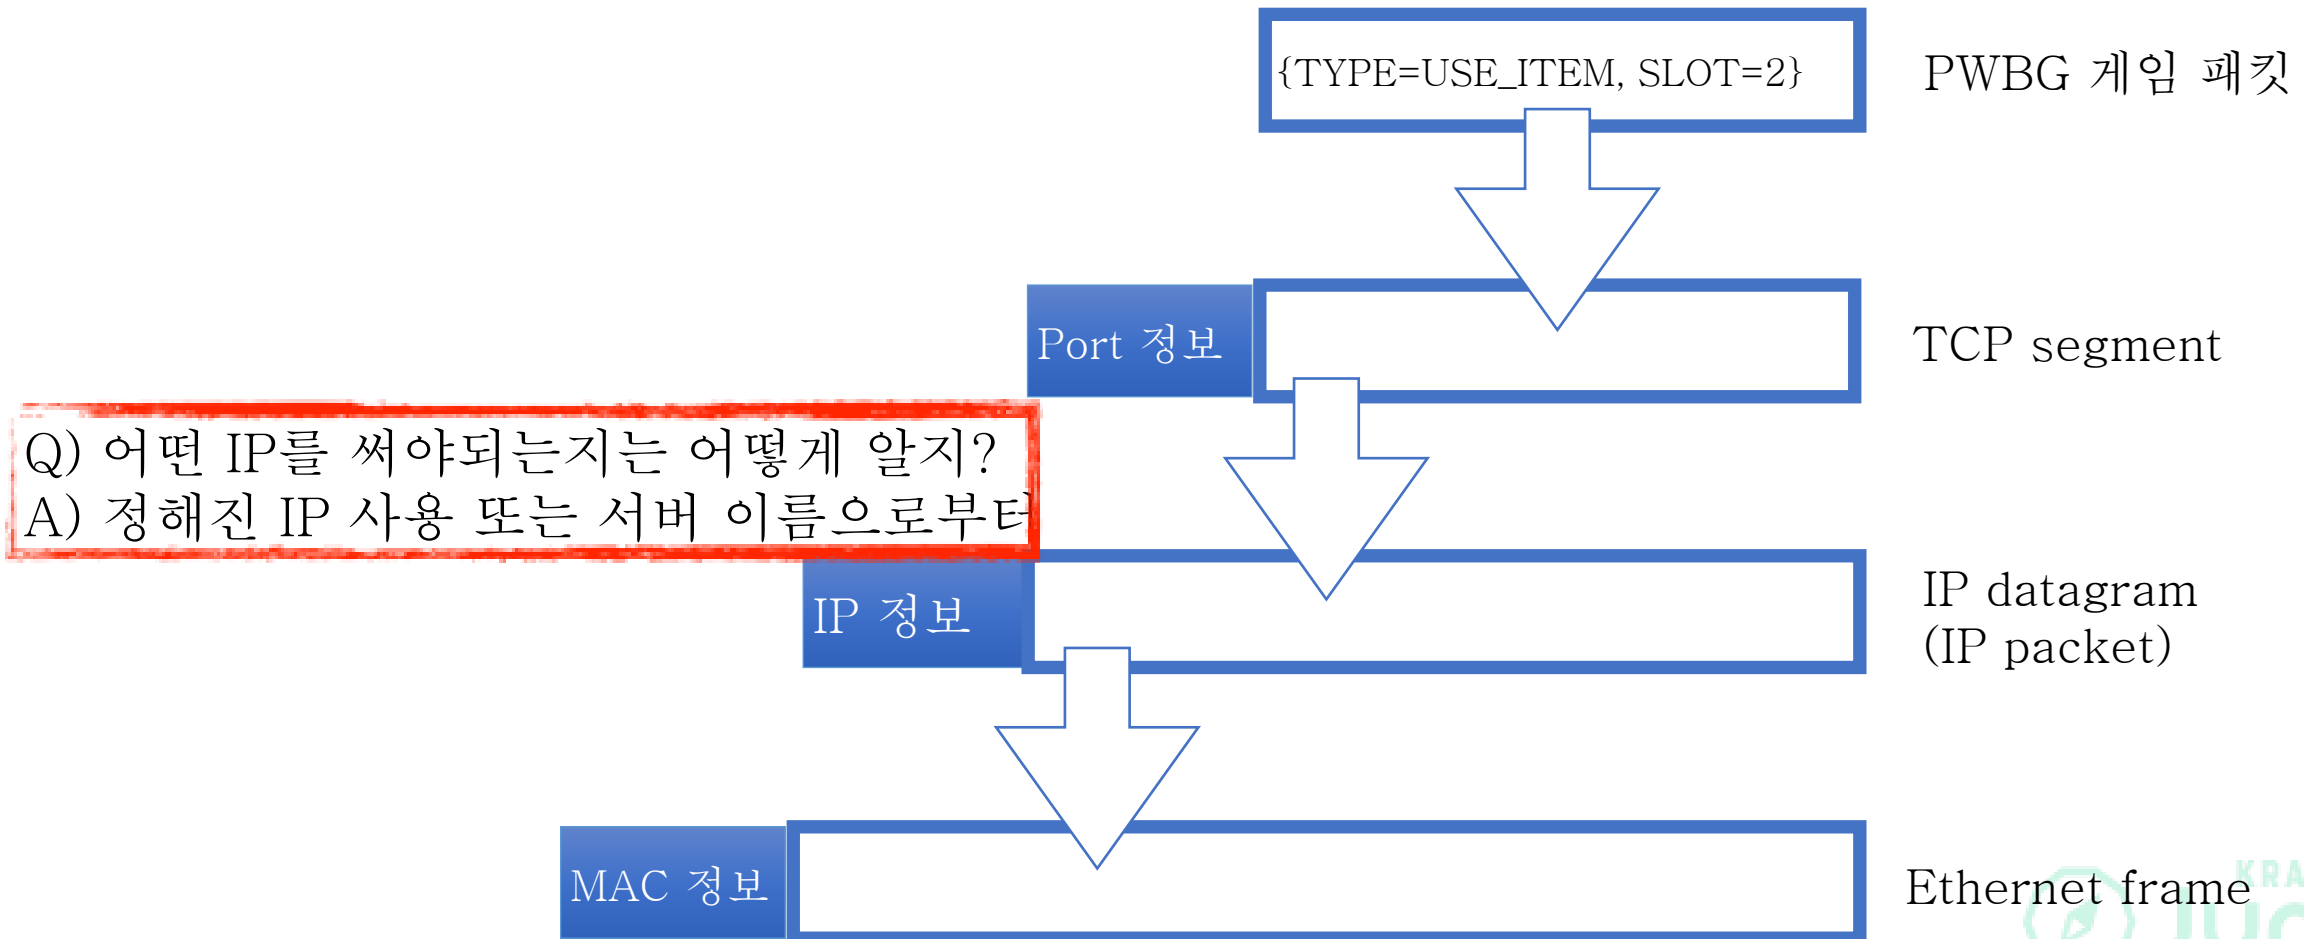 {TYPE=USE_ITEM, SLOT=2}
PWBG 게임 패킷
Port 정보
TCP segment
Q) 어떤 IP를 써야되는지는 어떻게 알지?
A) 정해진 IP 사용 또는 서버 이름으로부터
IP 정보
IP datagram
(IP packet)
MAC 정보
Ethernet frame